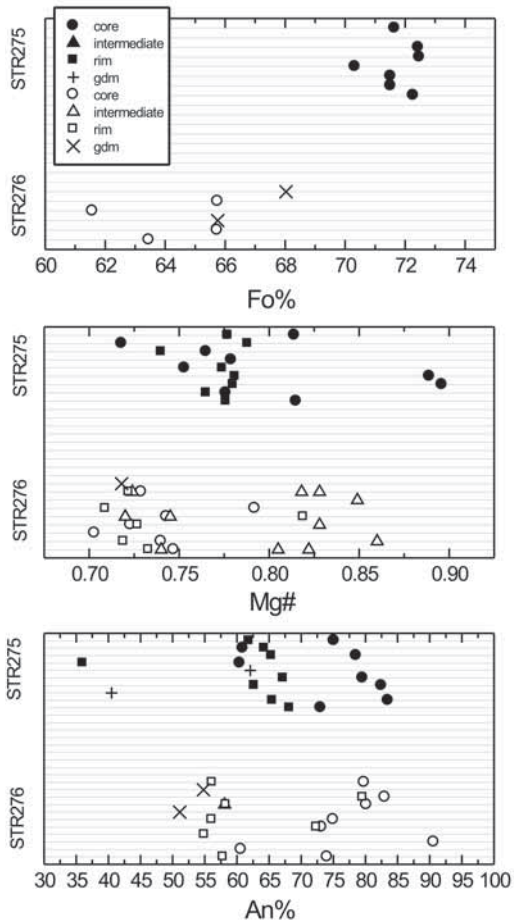 STR275
STR276
core
intermediate
rim
gdm
core
intermediate
rim
gdm
60 62 64 66 68 70 72 74
Fo%
STR275
STR276
0.70 0.75 0.80 0.85 0.90
Mg#
STR275
STR276
30 35 40 45 50 55 60 65 70 75 80 85 90 95 100
An%